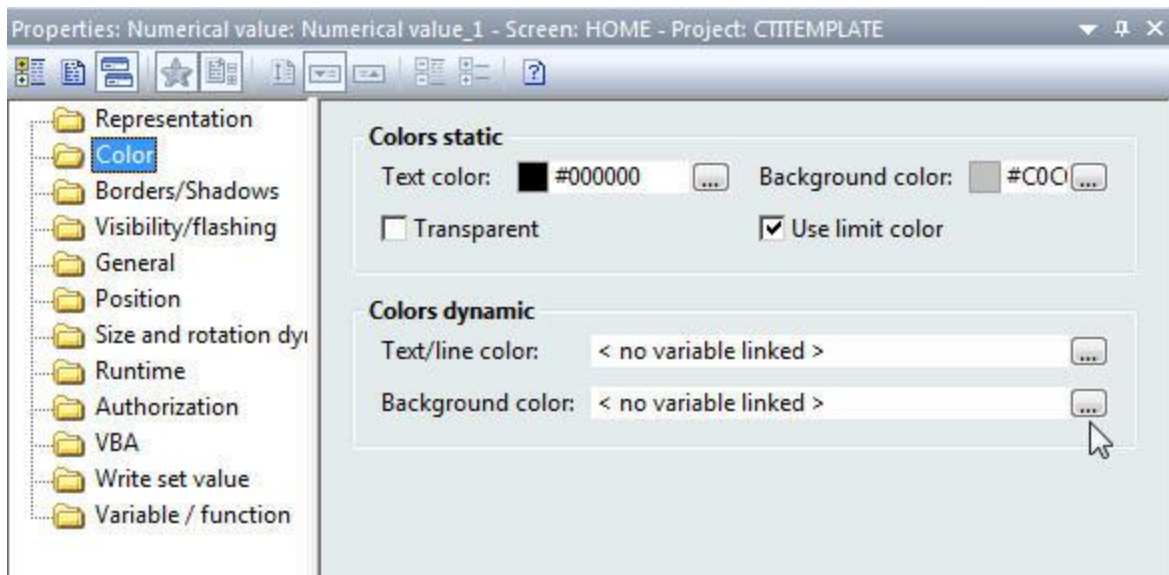 Properties: Numerical value: Numerical value_1 - Screen: HOME - Project: CTITEMPLATE
Representation
Color
Borders/Shadows
Visibility/flashing
General
Position
Size and rotation dy
Runtime
Authorization
VBA
Write set value
Variable / function
Colors static
Text color: #000000 ... Background color: #C0C ...
Transparent Use limit color
Colors dynamic
Text/line color: < no variable linked > ...
Background color: < no variable linked > ...